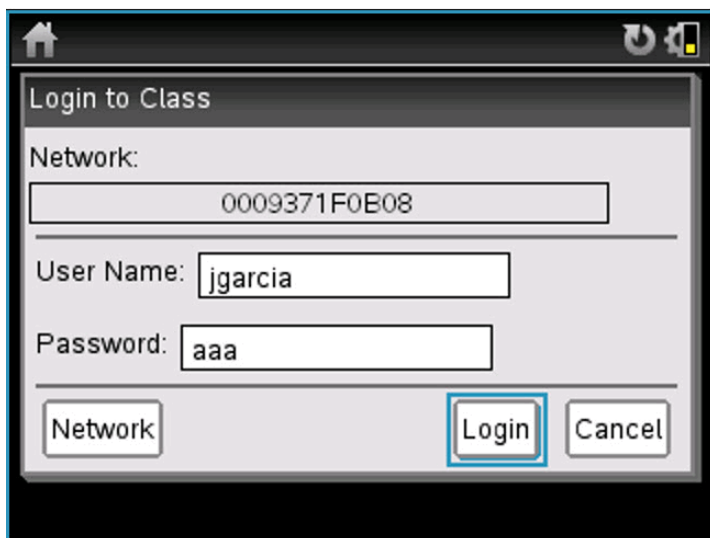 Login to Class
Network:
0009371F0B08
User Name: jgarcia
Password: aaa
Network Login Cancel